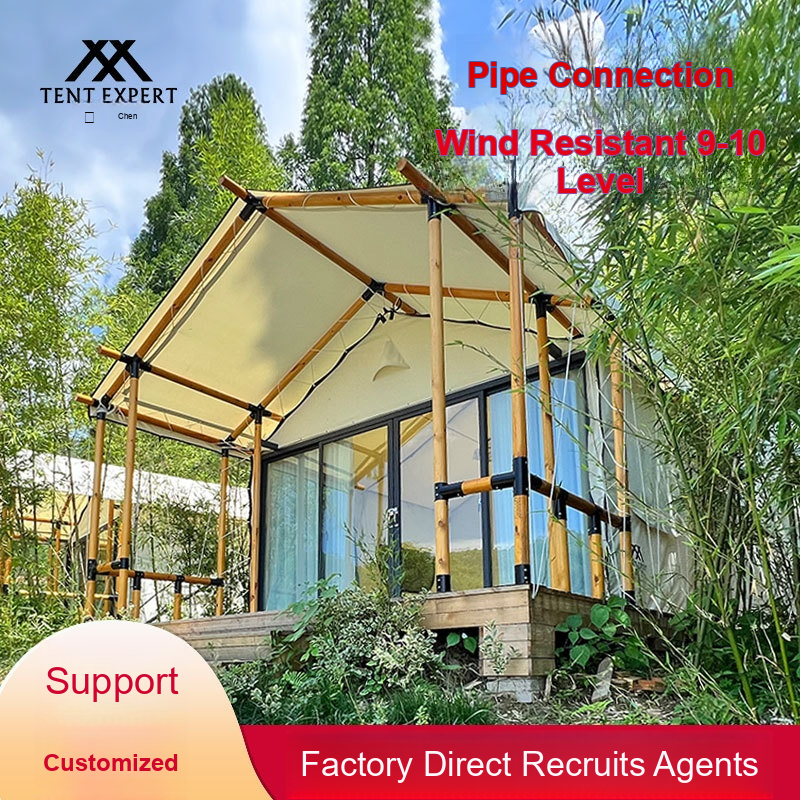 TENT EXPERT
Chen
Pipe Connection
Wind Resistant 9-10
Level
Support
Customized
Factory Direct Recruits Agents